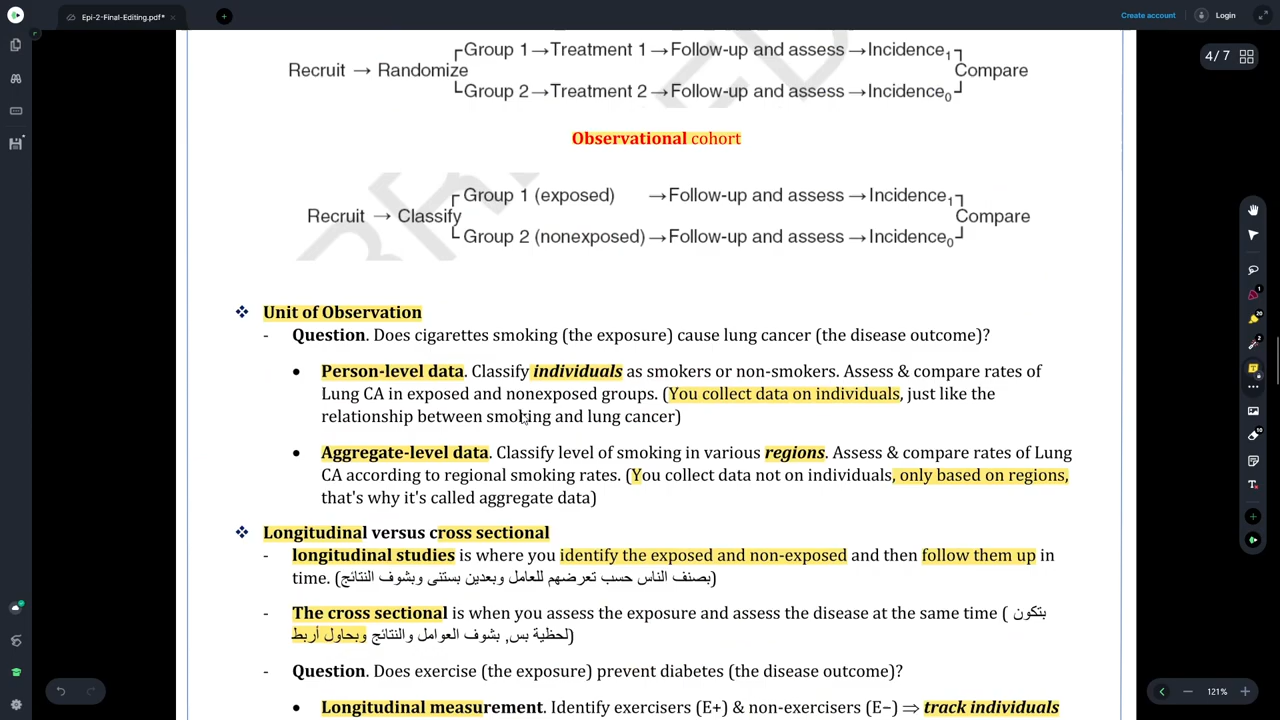 Epi-2-Final-Editing.pdf*
Create account
Login
4/7
Group 1→Treatment 1→Follow-up and assess→Incidence1
Recruit → Randomize
Compare
Group 2→Treatment 2→Follow-up and assess→Incidence0
Observational cohort
Group 1 (exposed) →Follow-up and assess→Incidence1
Recruit → Classify
Compare
Group 2 (nonexposed)→Follow-up and assess→Incidence0
❖ Unit of Observation
- Question. Does cigarettes smoking (the exposure) cause lung cancer (the disease outcome)?
• Person-level data. Classify individuals as smokers or non-smokers. Assess & compare rates of
Lung CA in exposed and nonexposed groups. (You collect data on individuals, just like the
relationship between smoking and lung cancer)
• Aggregate-level data. Classify level of smoking in various regions. Assess & compare rates of Lung
CA according to regional smoking rates. (You collect data not on individuals, only based on regions,
that's why it's called aggregate data)
❖ Longitudinal versus cross sectional
- longitudinal studies is where you identify the exposed and non-exposed and then follow them up in
time. (بصنف الناس حسب تعرضهم للعامل وبعدين بستنى وبشوف النتائج)
- The cross sectional is when you assess the exposure and assess the disease at the same time ( بتكون
لحظية بس, بشوف العوامل والنتائج وبحاول أربط)
- Question. Does exercise (the exposure) prevent diabetes (the disease outcome)?
• Longitudinal measurement. Identify exercisers (E+) & non-exercisers (E−) ⇒ track individuals
121%